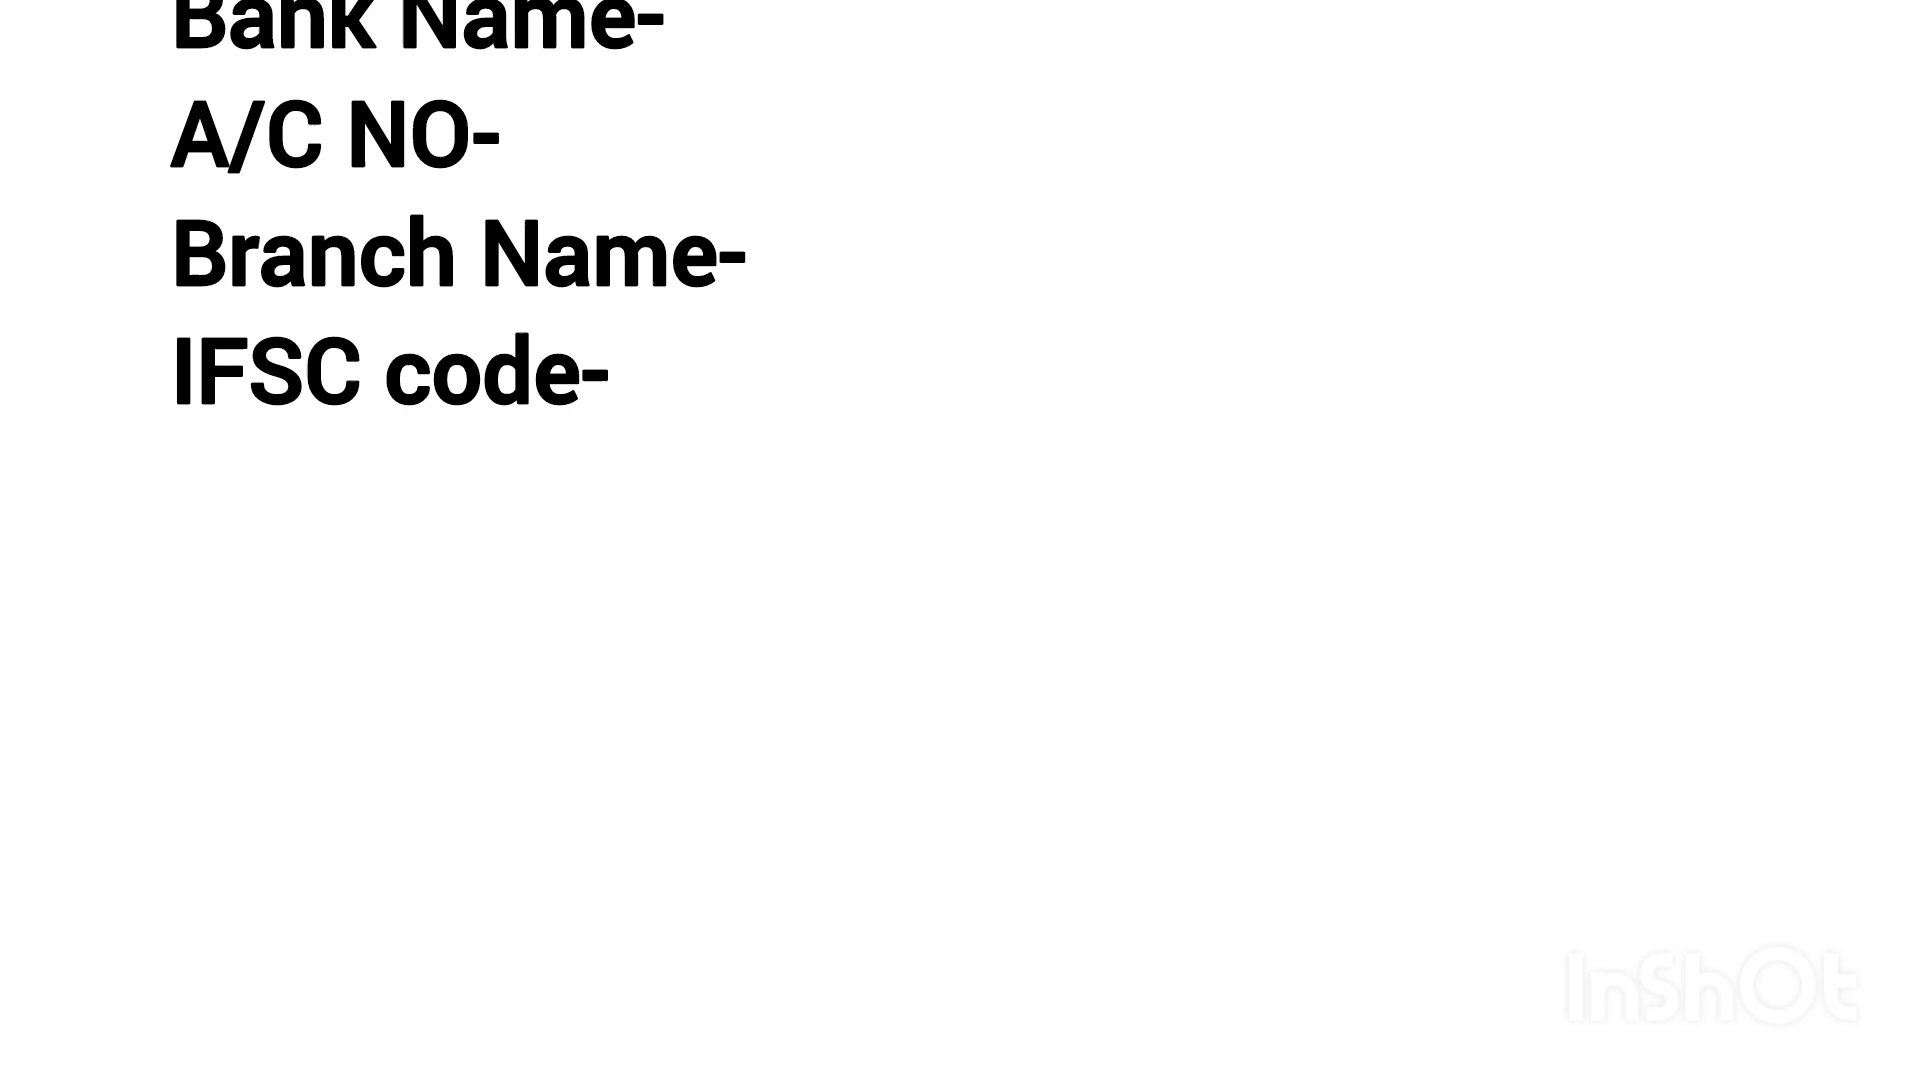 Bank Name-
A/C NO-
Branch Name-
IFSC code-
InShOt